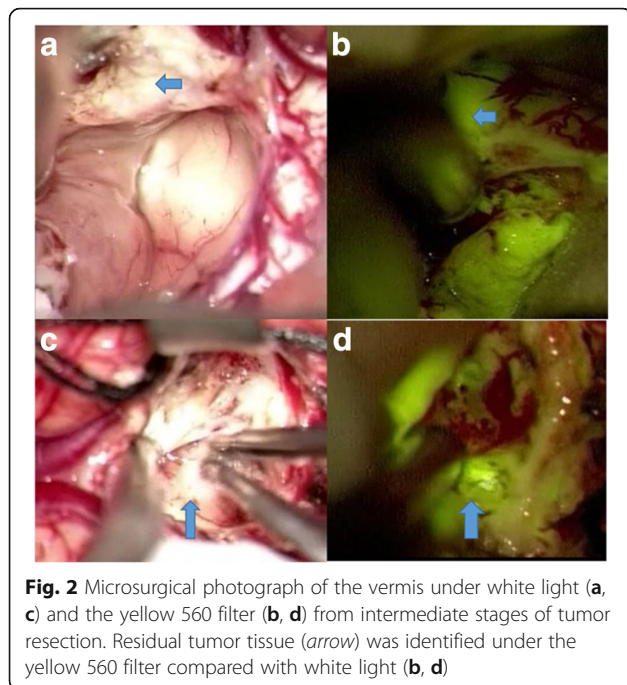 a
b
c
d
Fig. 2 Microsurgical photograph of the vermis under white light (a,
c) and the yellow 560 filter (b, d) from intermediate stages of tumor
resection. Residual tumor tissue (arrow) was identified under the
yellow 560 filter compared with white light (b, d)